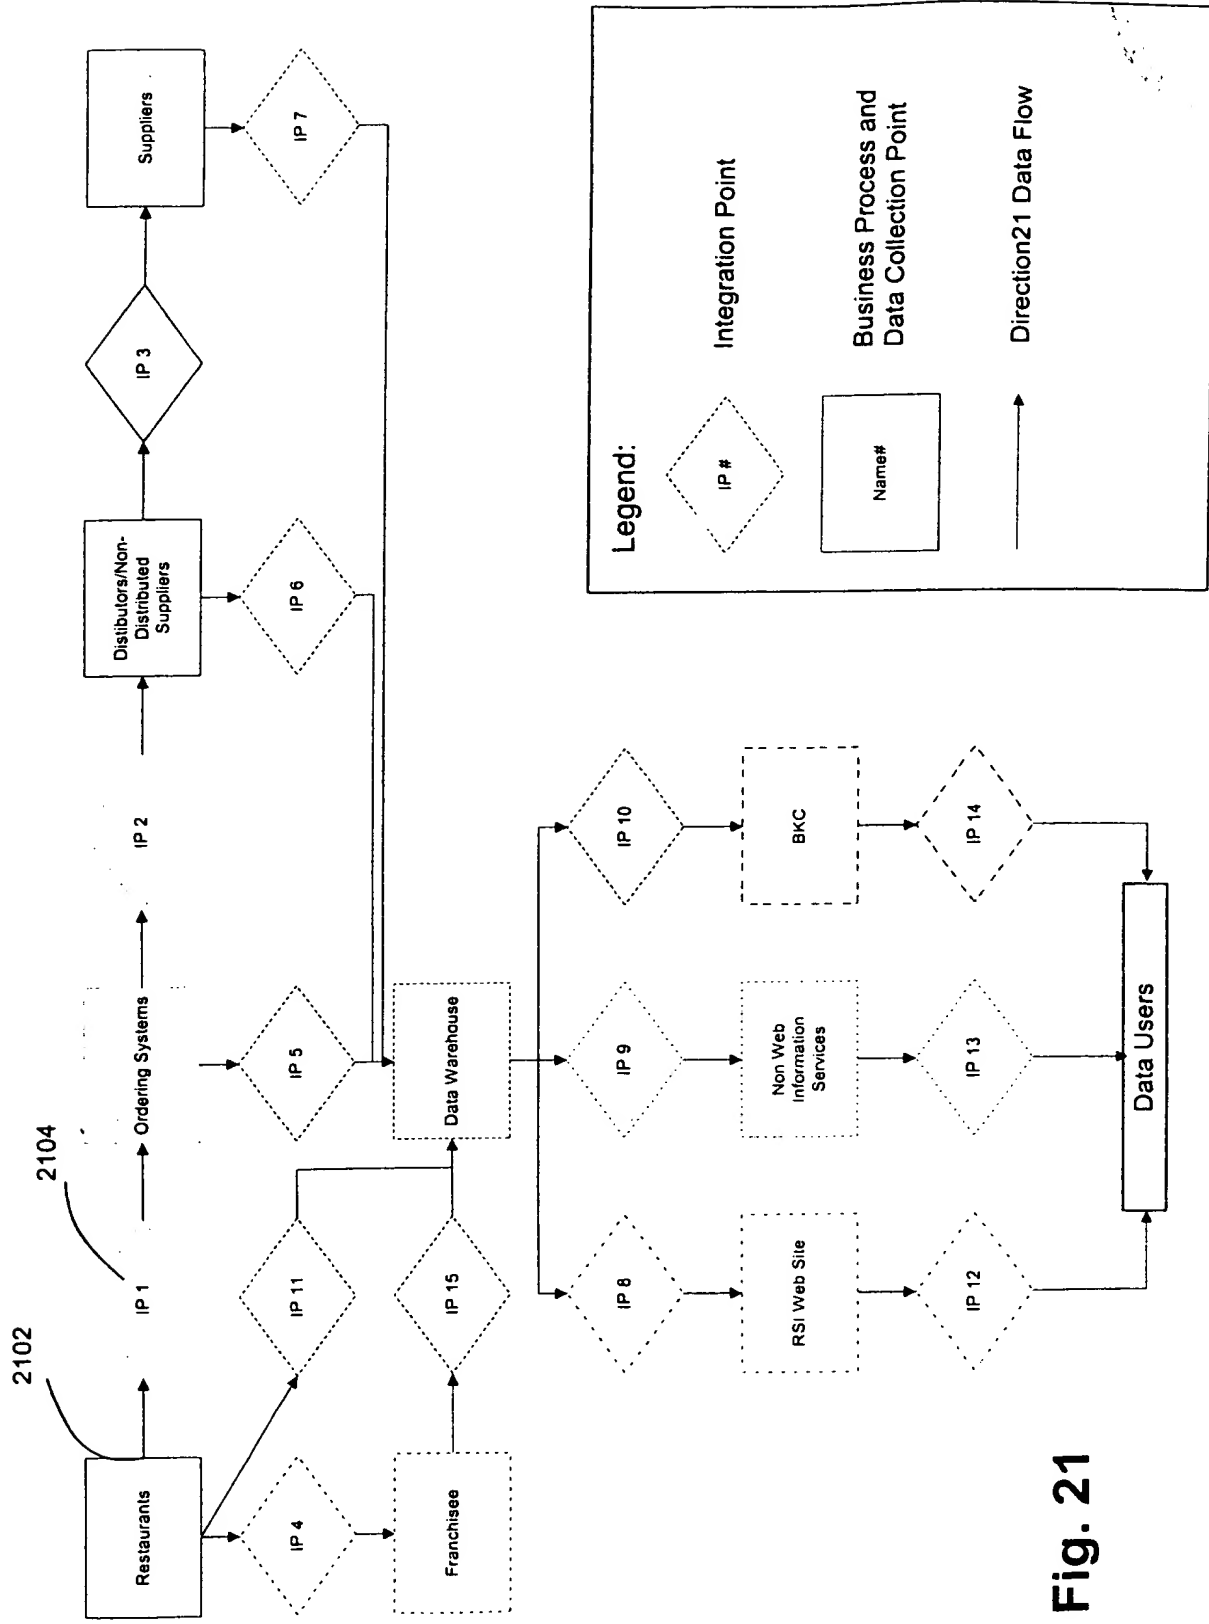 2102
2104
Restaurants
IP 1
Ordering Systems
IP 2
Distibutors/Non-
Distributed
Suppliers
IP 3
Suppliers
IP 4
IP 11
IP 5
IP 6
IP 7
Franchisee
IP 15
Data Warehouse
IP 8
IP 9
IP 10
RSI Web Site
Non Web
Information
Services
BKC
IP 12
IP 13
IP 14
Data Users
Legend:
IP #
Integration Point
Name#
Business Process and
Data Collection Point
Direction21 Data Flow
Fig. 21